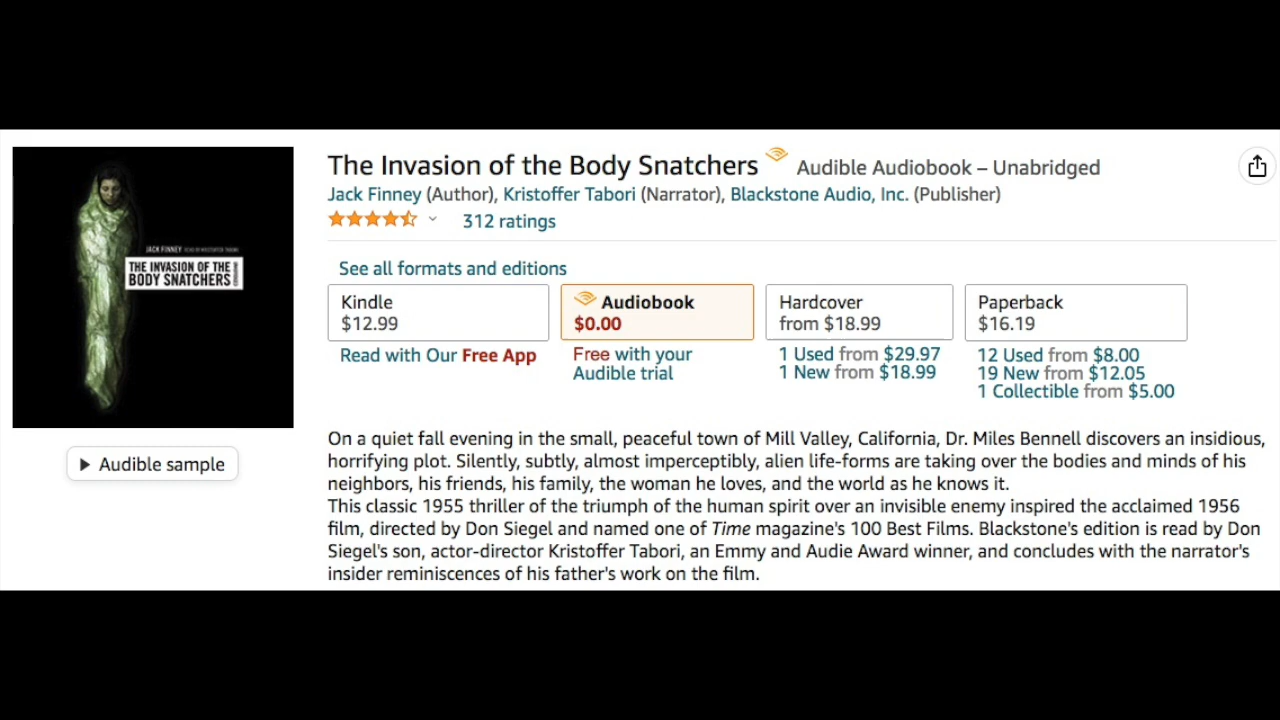 The Invasion of the Body Snatchers Audible Audiobook – Unabridged
Jack Finney (Author), Kristoffer Tabori (Narrator), Blackstone Audio, Inc. (Publisher)
312 ratings
JACK FINNEY READ BY KRISTOFFER TABORI
THE INVASION OF THE
BODY SNATCHERS
See all formats and editions
Kindle
$12.99
Read with Our Free App
Audiobook
$0.00
Free with your
Audible trial
Hardcover
from $18.99
1 Used from $29.97
1 New from $18.99
Paperback
$16.19
12 Used from $8.00
19 New from $12.05
1 Collectible from $5.00
Audible sample
On a quiet fall evening in the small, peaceful town of Mill Valley, California, Dr. Miles Bennell discovers an insidious,
horrifying plot. Silently, subtly, almost imperceptibly, alien life-forms are taking over the bodies and minds of his
neighbors, his friends, his family, the woman he loves, and the world as he knows it.
This classic 1955 thriller of the triumph of the human spirit over an invisible enemy inspired the acclaimed 1956
film, directed by Don Siegel and named one of Time magazine's 100 Best Films. Blackstone's edition is read by Don
Siegel's son, actor-director Kristoffer Tabori, an Emmy and Audie Award winner, and concludes with the narrator's
insider reminiscences of his father's work on the film.